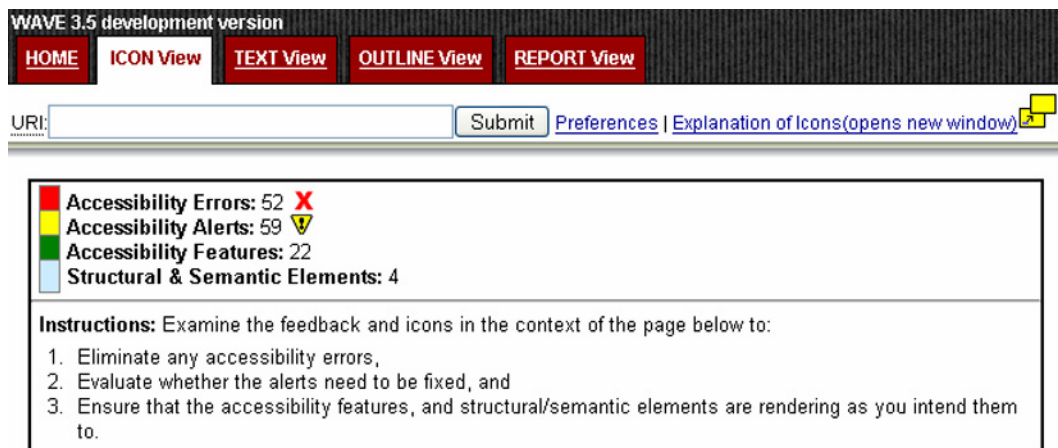 WAVE 3.5 development version
HOME ICON View TEXT View OUTLINE View REPORT View
URI: Submit Preferences | Explanation of Icons(opens new window)
Accessibility Errors: 52 X
Accessibility Alerts: 59
Accessibility Features: 22
Structural & Semantic Elements: 4
Instructions: Examine the feedback and icons in the context of the page below to:
1. Eliminate any accessibility errors,
2. Evaluate whether the alerts need to be fixed, and
3. Ensure that the accessibility features, and structural/semantic elements are rendering as you intend them
to.